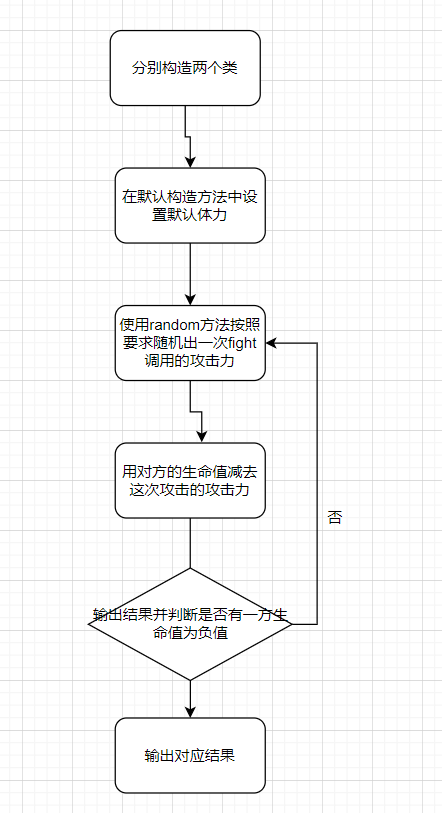 分别构造两个类
在默认构造方法中设
置默认体力
使用random方法按照
要求随机出一次fight
调用的攻击力
用对方的生命值减去
这次攻击的攻击力
否
输出结果并判断是否有一方生
命值为负值
输出对应结果